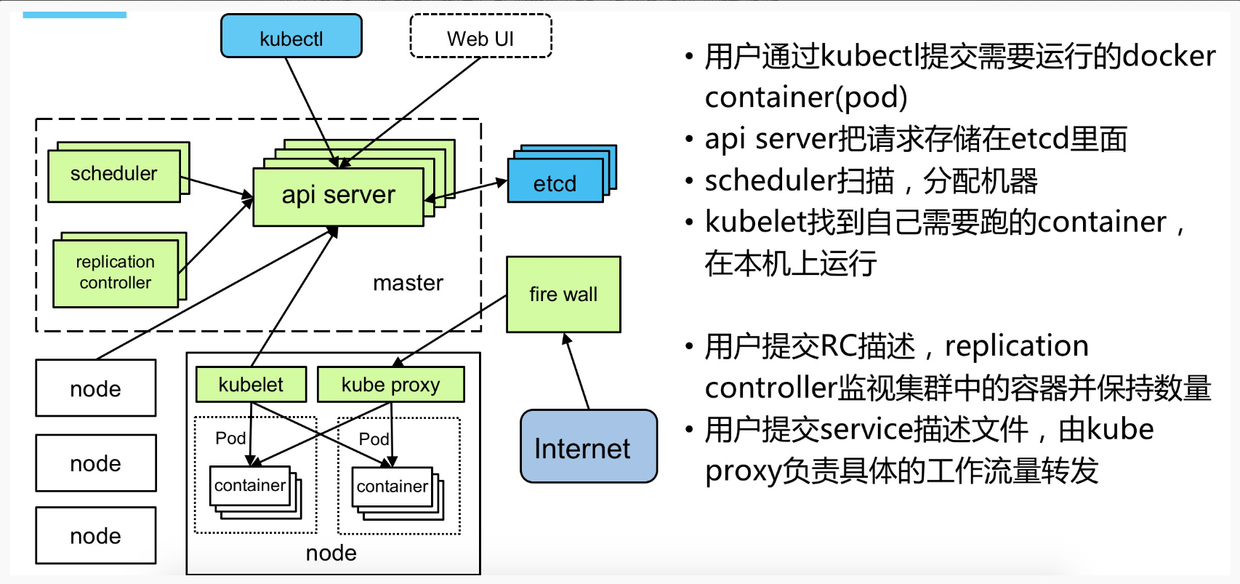 kubectl
Web UI
scheduler
api server
etcd
replication
controller
master
fire wall
node
kubelet
kube proxy
Pod
Pod
container
container
node
node
node
Internet
• 用户通过kubectl提交需要运行的docker
container(pod)
• api server把请求存储在etcd里面
• scheduler扫描，分配机器
• kubelet找到自己需要跑的container，
在本机上运行
• 用户提交RC描述，replication
controller监视集群中的容器并保持数量
• 用户提交service描述文件，由kube
proxy负责具体的工作流量转发